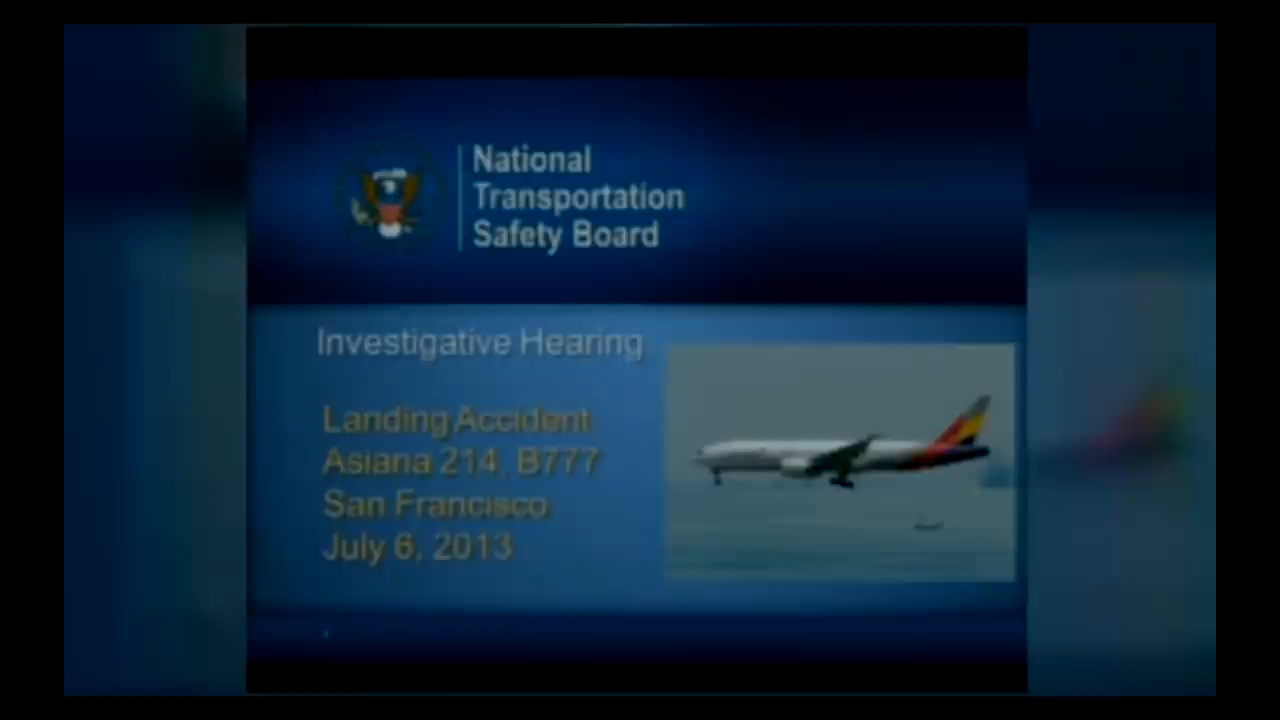 National
Transportation
Safety Board
Investigative Hearing
Landing Accident
Asiana 214, B777
San Francisco
July 6, 2013